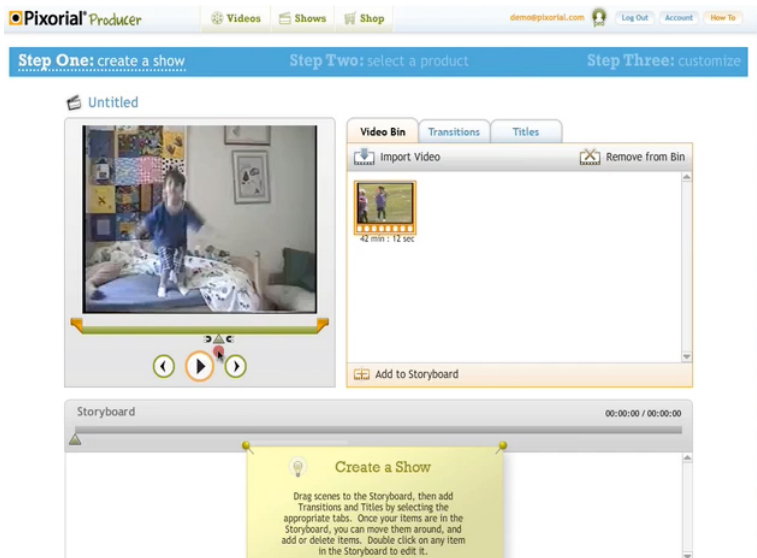 Pixorial® Producer
Videos
Shows
Shop
demo@pixorial.com
pro
Log Out
Account
How To
Step One: create a show
Step Two: select a product
Step Three: customize
Untitled
Video Bin
Transitions
Titles
Import Video
Remove from Bin
42 min : 12 sec
Add to Storyboard
Storyboard
00:00:00 / 00:00:00
Create a Show
Drag scenes to the Storyboard, then add
Transitions and Titles by selecting the
appropriate tabs. Once your items are in the
Storyboard, you can move them around, and
add or delete items. Double click on any item
in the Storyboard to edit it.